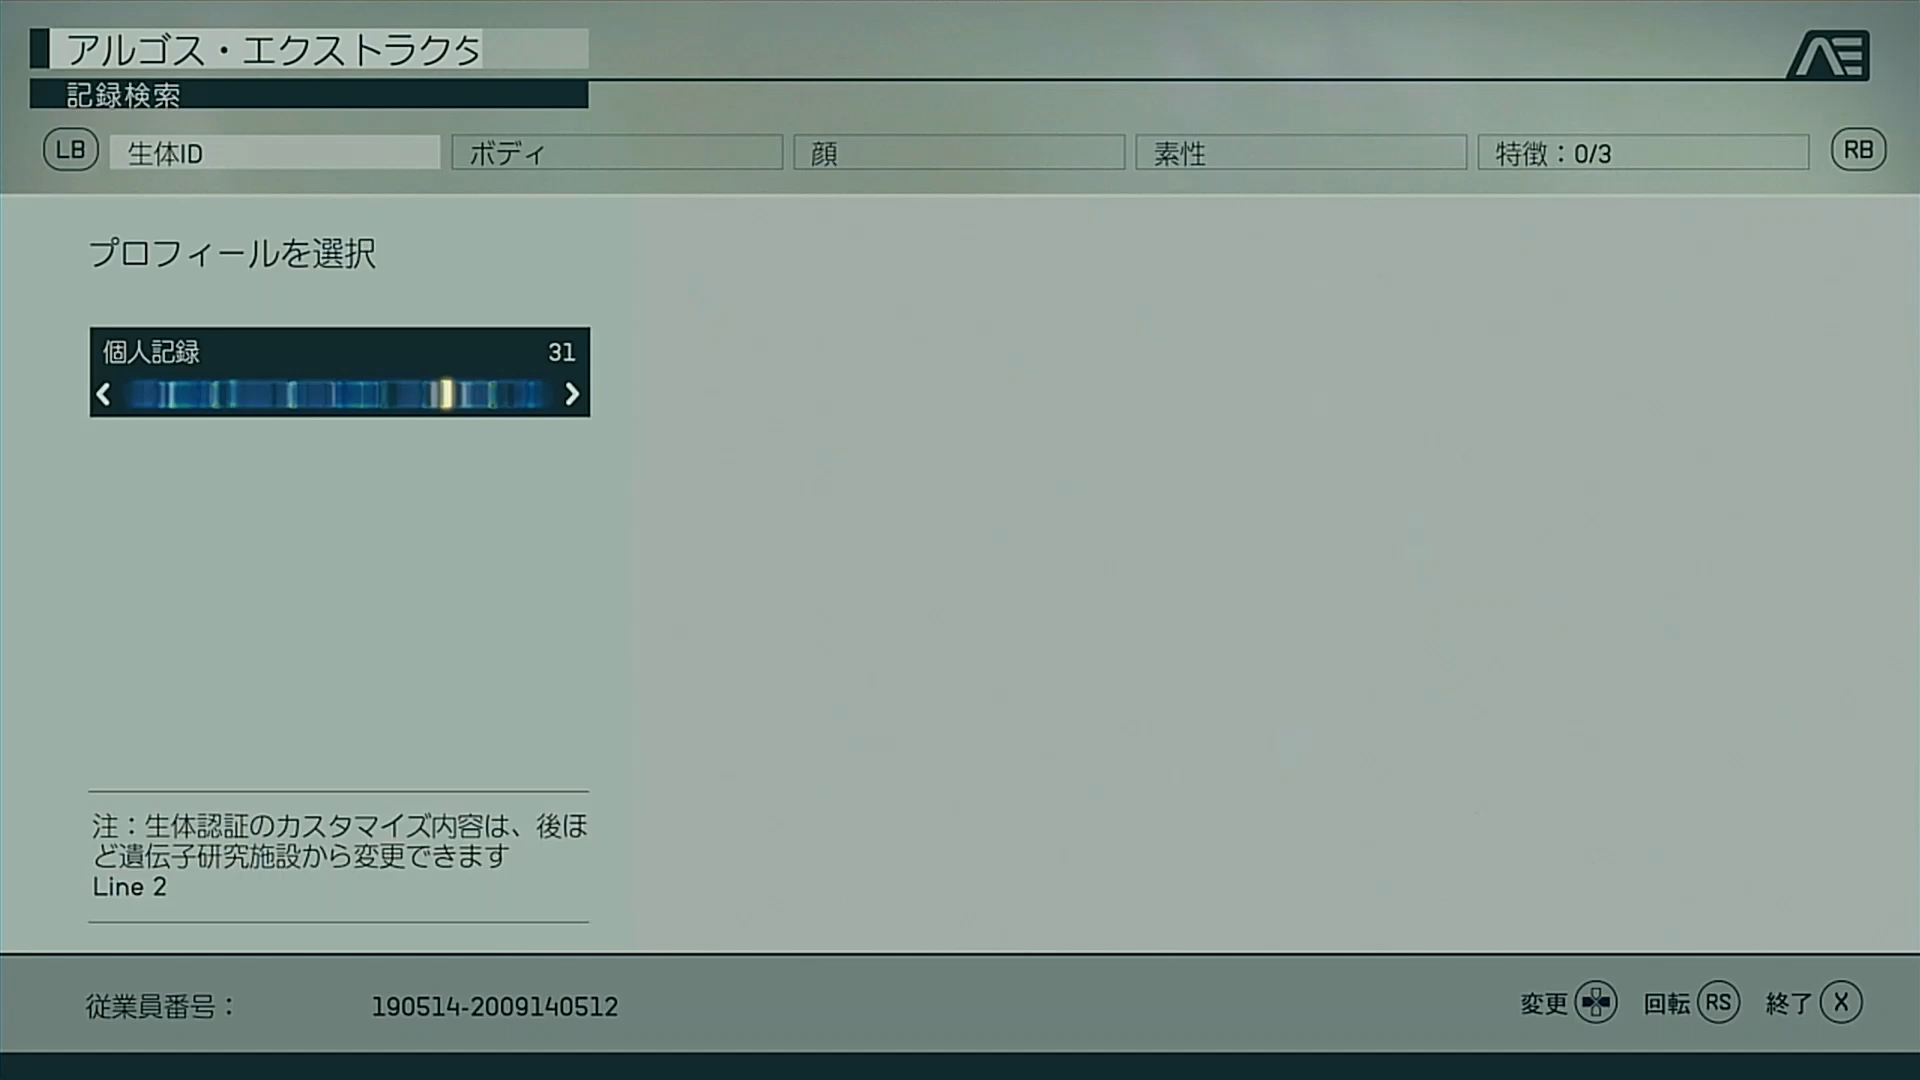 アルゴス・エクストラクタ
記録検索
LB 生体ID ボディ 顔 素性 特徴：0/3 RB
プロフィールを選択
個人記録 31
注：生体認証のカスタマイズ内容は、後ほ
ど遺伝子研究施設から変更できます
Line 2
従業員番号： 190514-2009140512 変更 回転 RS 終了 X